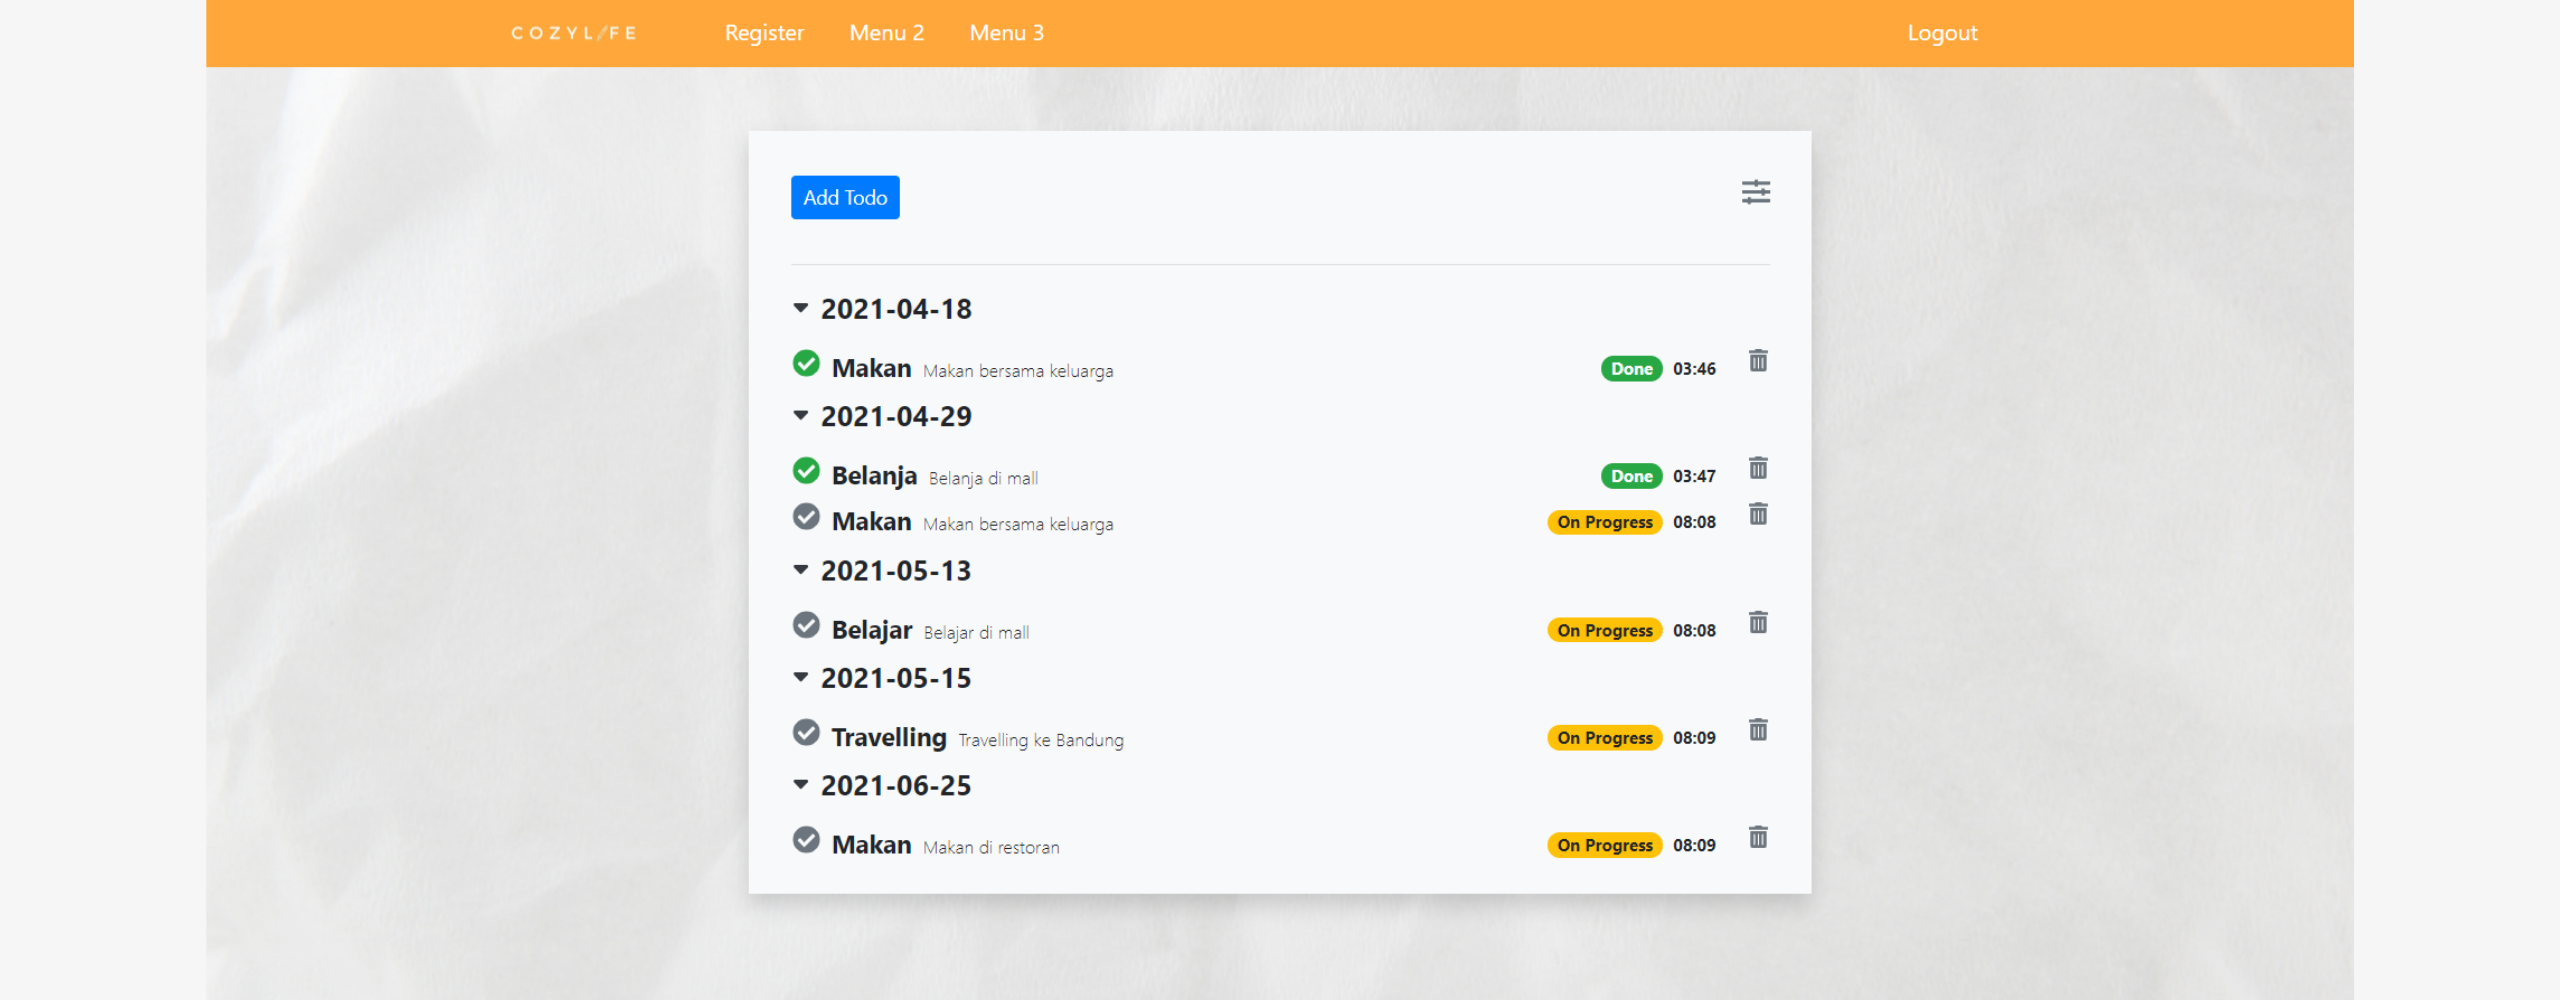 COZYLIFE Register Menu 2 Menu 3 Logout
Add Todo
2021-04-18
Makan Makan bersama keluarga Done 03:46
2021-04-29
Belanja Belanja di mall Done 03:47
Makan Makan bersama keluarga On Progress 08:08
2021-05-13
Belajar Belajar di mall On Progress 08:08
2021-05-15
Travelling Travelling ke Bandung On Progress 08:09
2021-06-25
Makan Makan di restoran On Progress 08:09